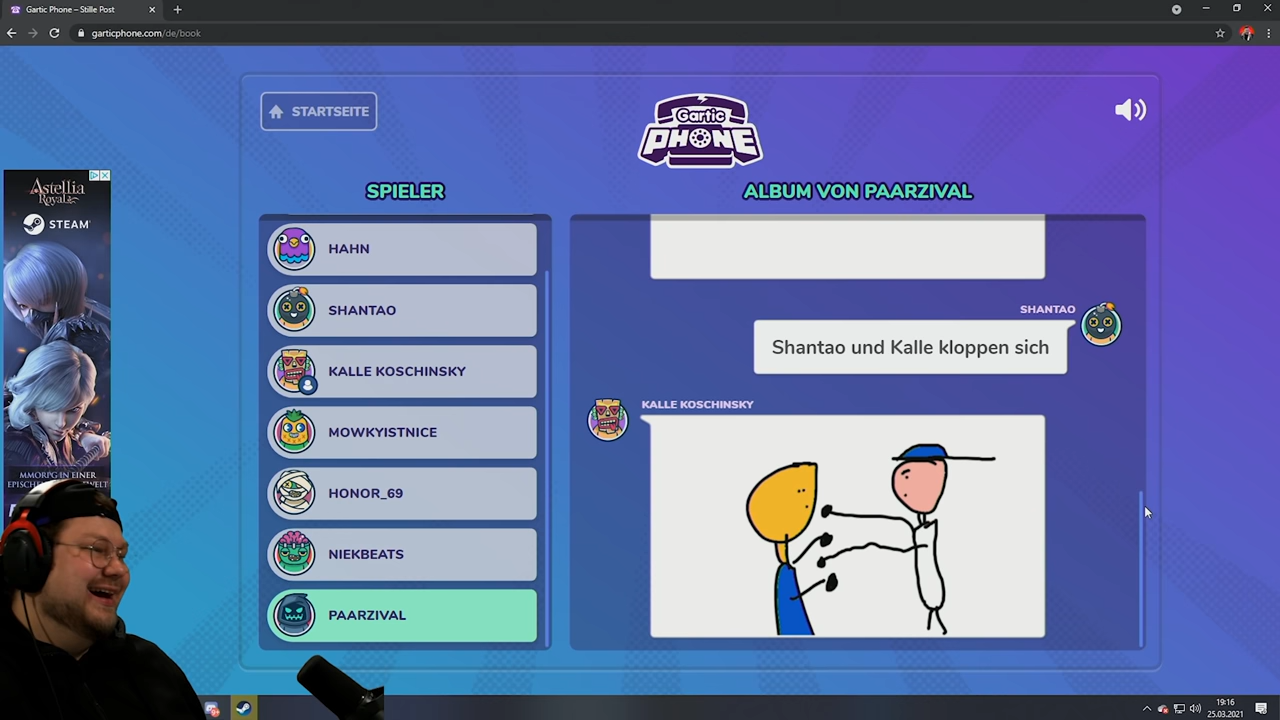 Gartic Phone – Stille Post
garticphone.com/de/book
STARTSEITE
Gartic
PHONE
SPIELER
ALBUM VON PAARZIVAL
Astellia
Royal
STEAM
MMORPG IN EINER
HAHN
SHANTAO
KALLE KOSCHINSKY
MOWKYISTNICE
HONOR_69
NIEKBEATS
PAARZIVAL
SHANTAO
Shantao und Kalle kloppen sich
KALLE KOSCHINSKY
19:16
25.03.2021